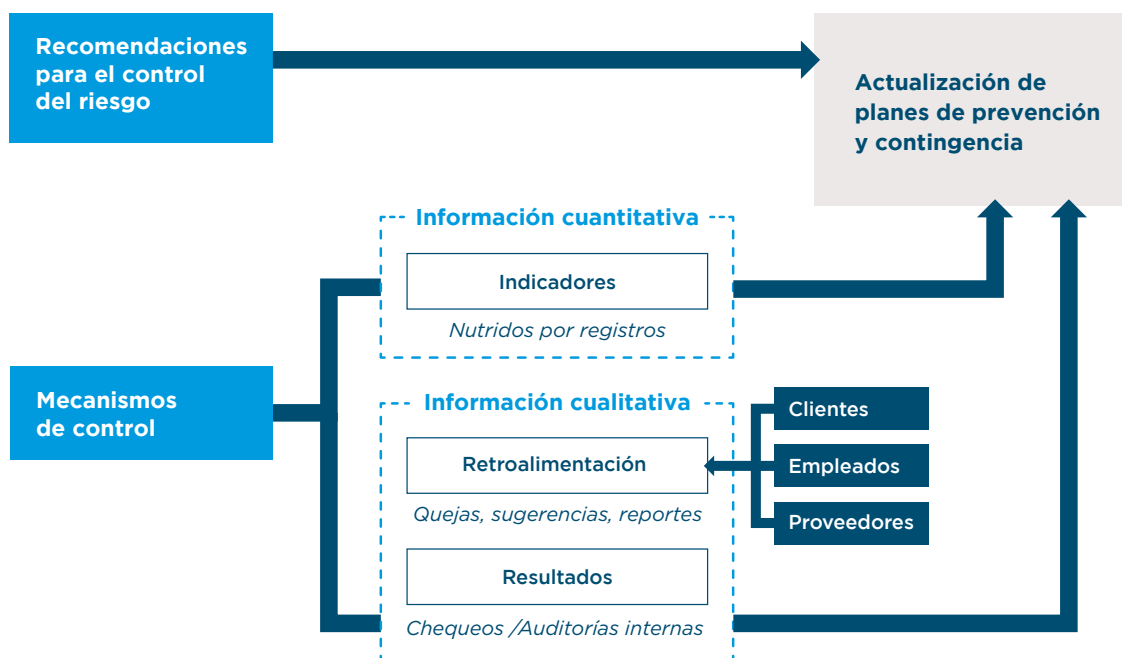 Recomendaciones
para el control
del riesgo
Actualización de
planes de prevención
y contingencia
Información cuantitativa
Indicadores
Nutridos por registros
Mecanismos
de control
Información cualitativa
Retroalimentación
Quejas, sugerencias, reportes
Clientes
Empleados
Proveedores
Resultados
Chequeos /Auditorías internas